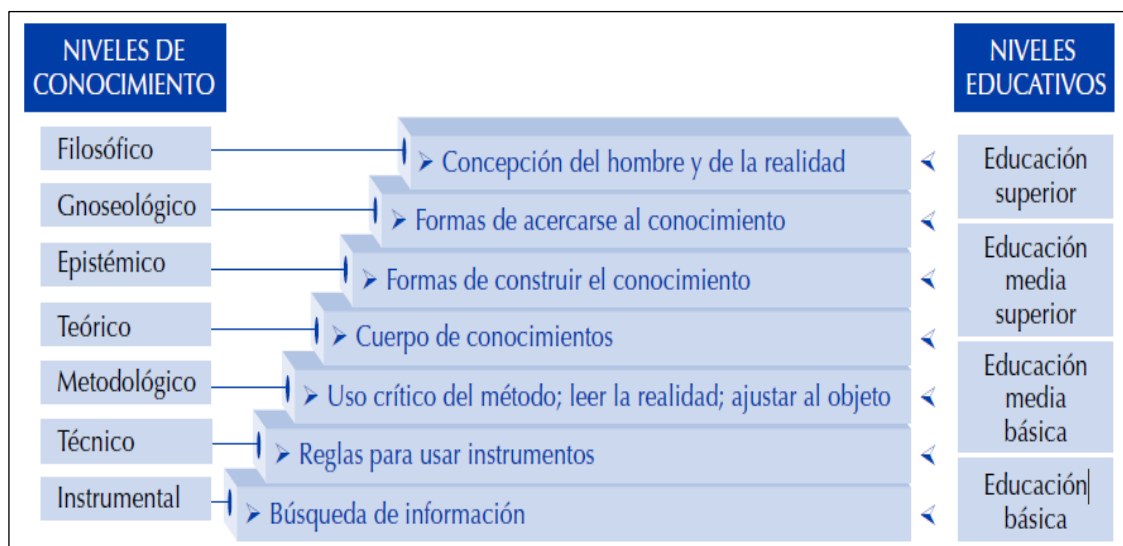 NIVELES DE
CONOCIMIENTO
Filosófico
Gnoseológico
Epistémico
Teórico
Metodológico
Técnico
Instrumental
➤ Concepción del hombre y de la realidad
➤ Formas de acercarse al conocimiento
➤ Formas de construir el conocimiento
➤ Cuerpo de conocimientos
➤ Uso crítico del método; leer la realidad; ajustar al objeto
➤ Reglas para usar instrumentos
➤ Búsqueda de información
NIVELES
EDUCATIVOS
Educación
superior
Educación
media
superior
Educación
media
básica
Educación
básica